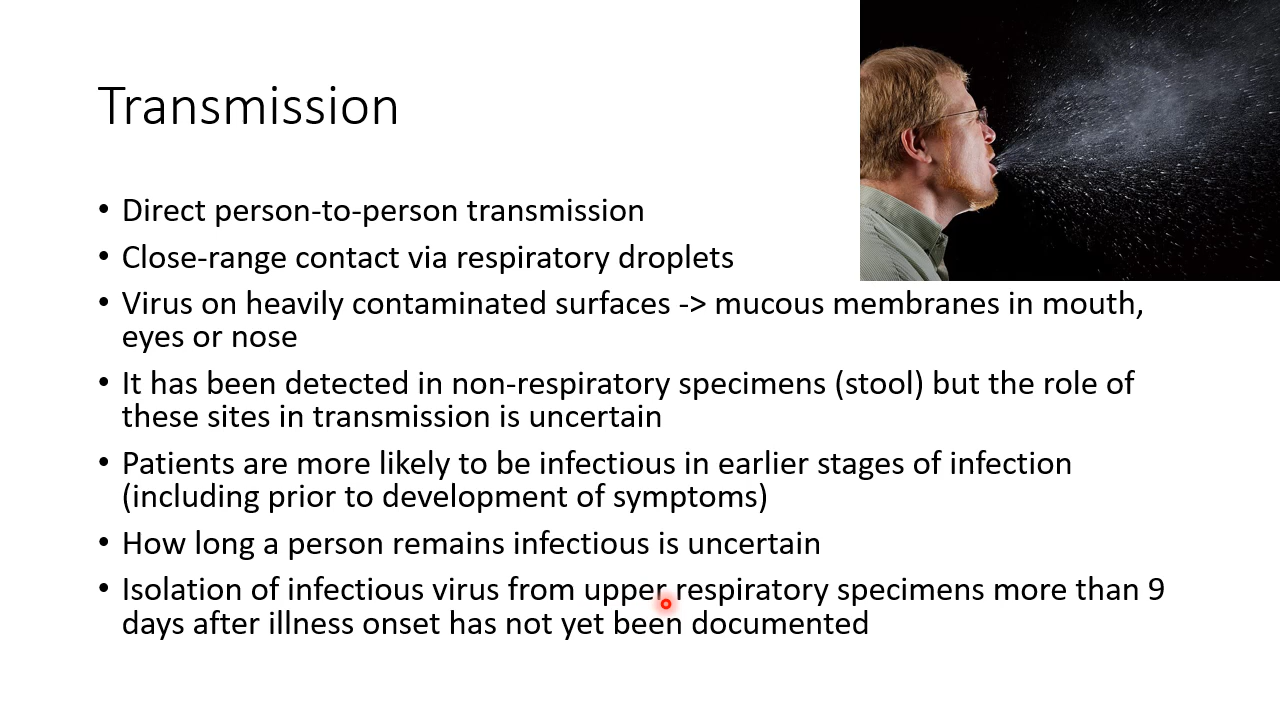 Transmission
• Direct person-to-person transmission
• Close-range contact via respiratory droplets
• Virus on heavily contaminated surfaces -> mucous membranes in mouth,
eyes or nose
• It has been detected in non-respiratory specimens (stool) but the role of
these sites in transmission is uncertain
• Patients are more likely to be infectious in earlier stages of infection
(including prior to development of symptoms)
• How long a person remains infectious is uncertain
• Isolation of infectious virus from upper respiratory specimens more than 9
days after illness onset has not yet been documented